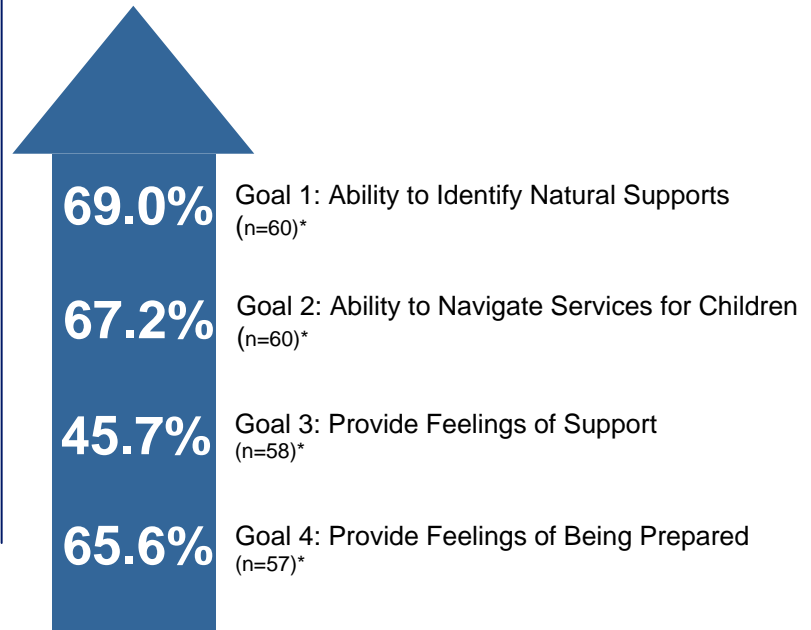 69.0%
Goal 1: Ability to Identify Natural Supports
(n=60)*
67.2%
Goal 2: Ability to Navigate Services for Children
(n=60)*
45.7%
Goal 3: Provide Feelings of Support
(n=58)*
65.6%
Goal 4: Provide Feelings of Being Prepared
(n=57)*